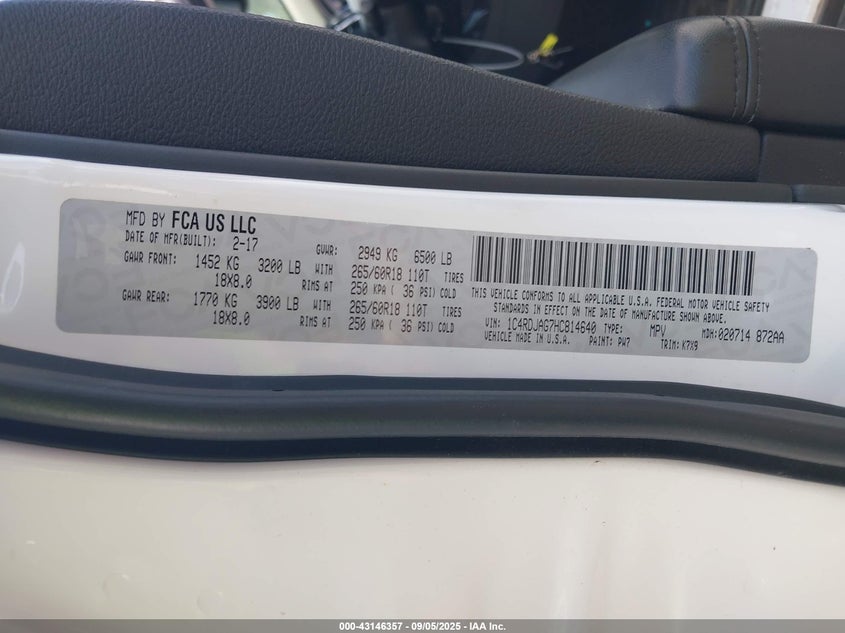 MFD BY FCA US LLC
DATE OF MFR(BUILT): 2-17 GVWR: 2949 KG 6500 LB
GAWR FRONT: 1452 KG 3200 LB WITH 265/60R18 110T TIRES
18X8.0 RIMS AT 250 KPA ( 36 PSI) COLD
GAWR REAR: 1770 KG 3900 LB WITH 265/60R18 110T TIRES
18X8.0 RIMS AT 250 KPA ( 36 PSI) COLD
THIS VEHICLE CONFORMS TO ALL APPLICABLE U.S.A. FEDERAL MOTOR VEHICLE SAFETY
STANDARDS IN EFFECT ON THE DATE OF MANUFACTURE SHOWN ABOVE.
VIN: 1C4RDJAG7HC814640 TYPE: MPV MDH:020714 872AA
VEHICLE MADE IN U.S.A. PAINT: PW7 TRIM: K7X9
000-43146357 - 09/05/2025 - IAA Inc.